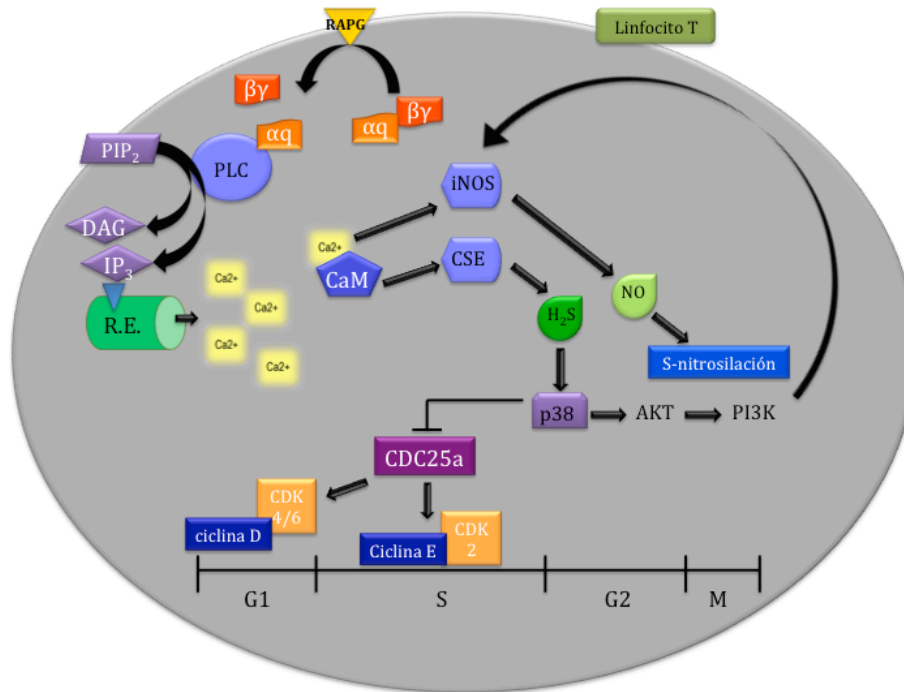 RAPG
Linfocito T
βγ
βγ
αq
αq
PIP₂
PLC
iNOS
DAG
Ca2+
CSE
IP₃
CaM
Ca2+
NO
Ca2+
H₂S
R.E.
Ca2+
S-nitrosilación
Ca2+
p38
AKT
PI3K
CDC25a
CDK
4/6
ciclina D
CDK
2
Ciclina E
G1
S
G2
M